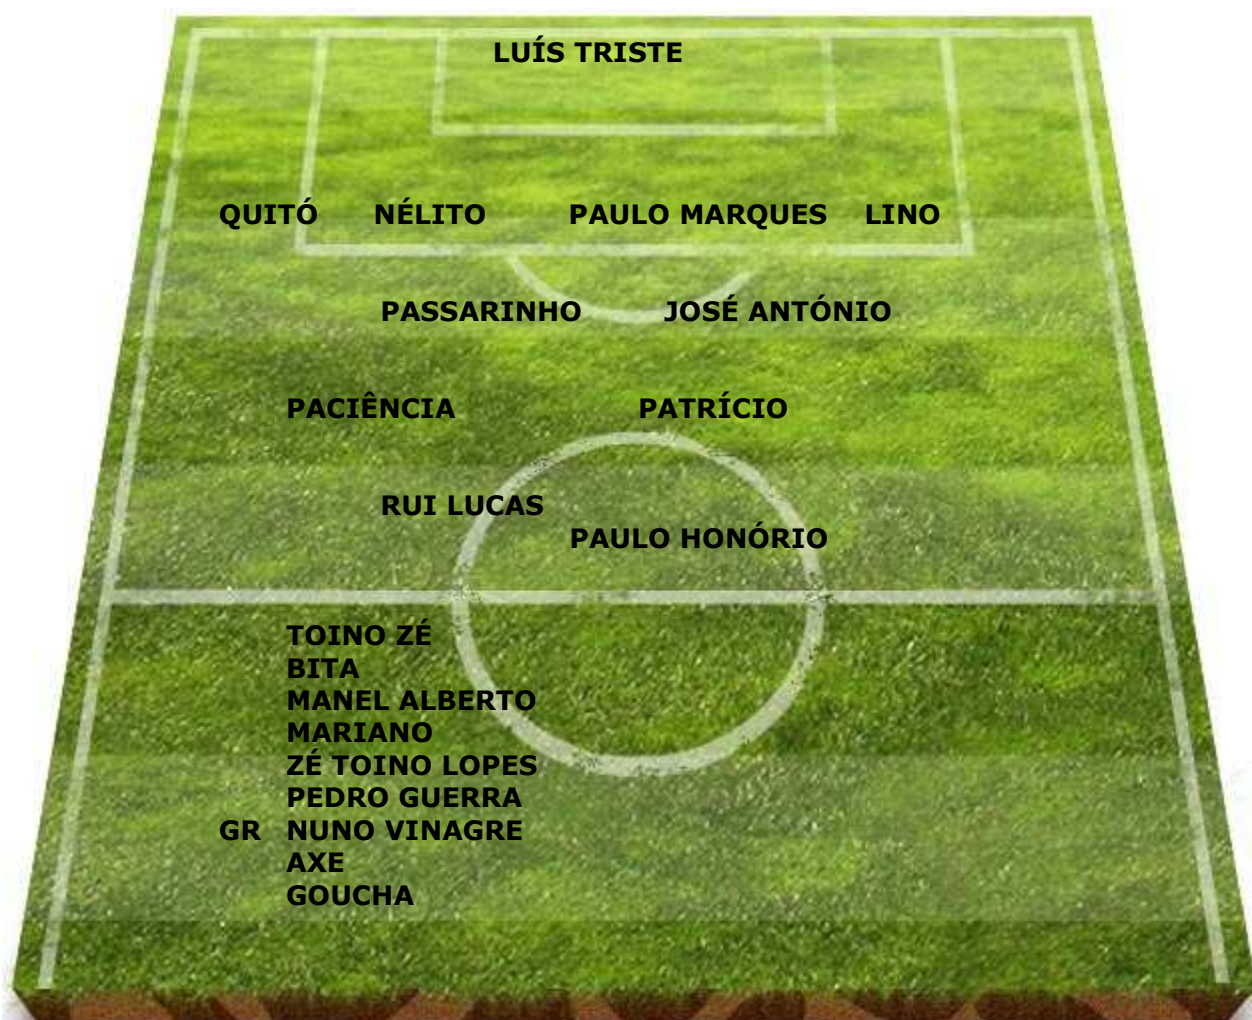 LUÍS TRISTE
QUITÓ NÉLITO PAULO MARQUES LINO
PASSARINHO JOSÉ ANTÓNIO
PACIÊNCIA PATRÍCIO
RUI LUCAS
PAULO HONÓRIO
TOINO ZÉ
BITA
MANEL ALBERTO
MARIANO
ZÉ TOINO LOPES
PEDRO GUERRA
GR NUNO VINAGRE
AXE
GOUCHA